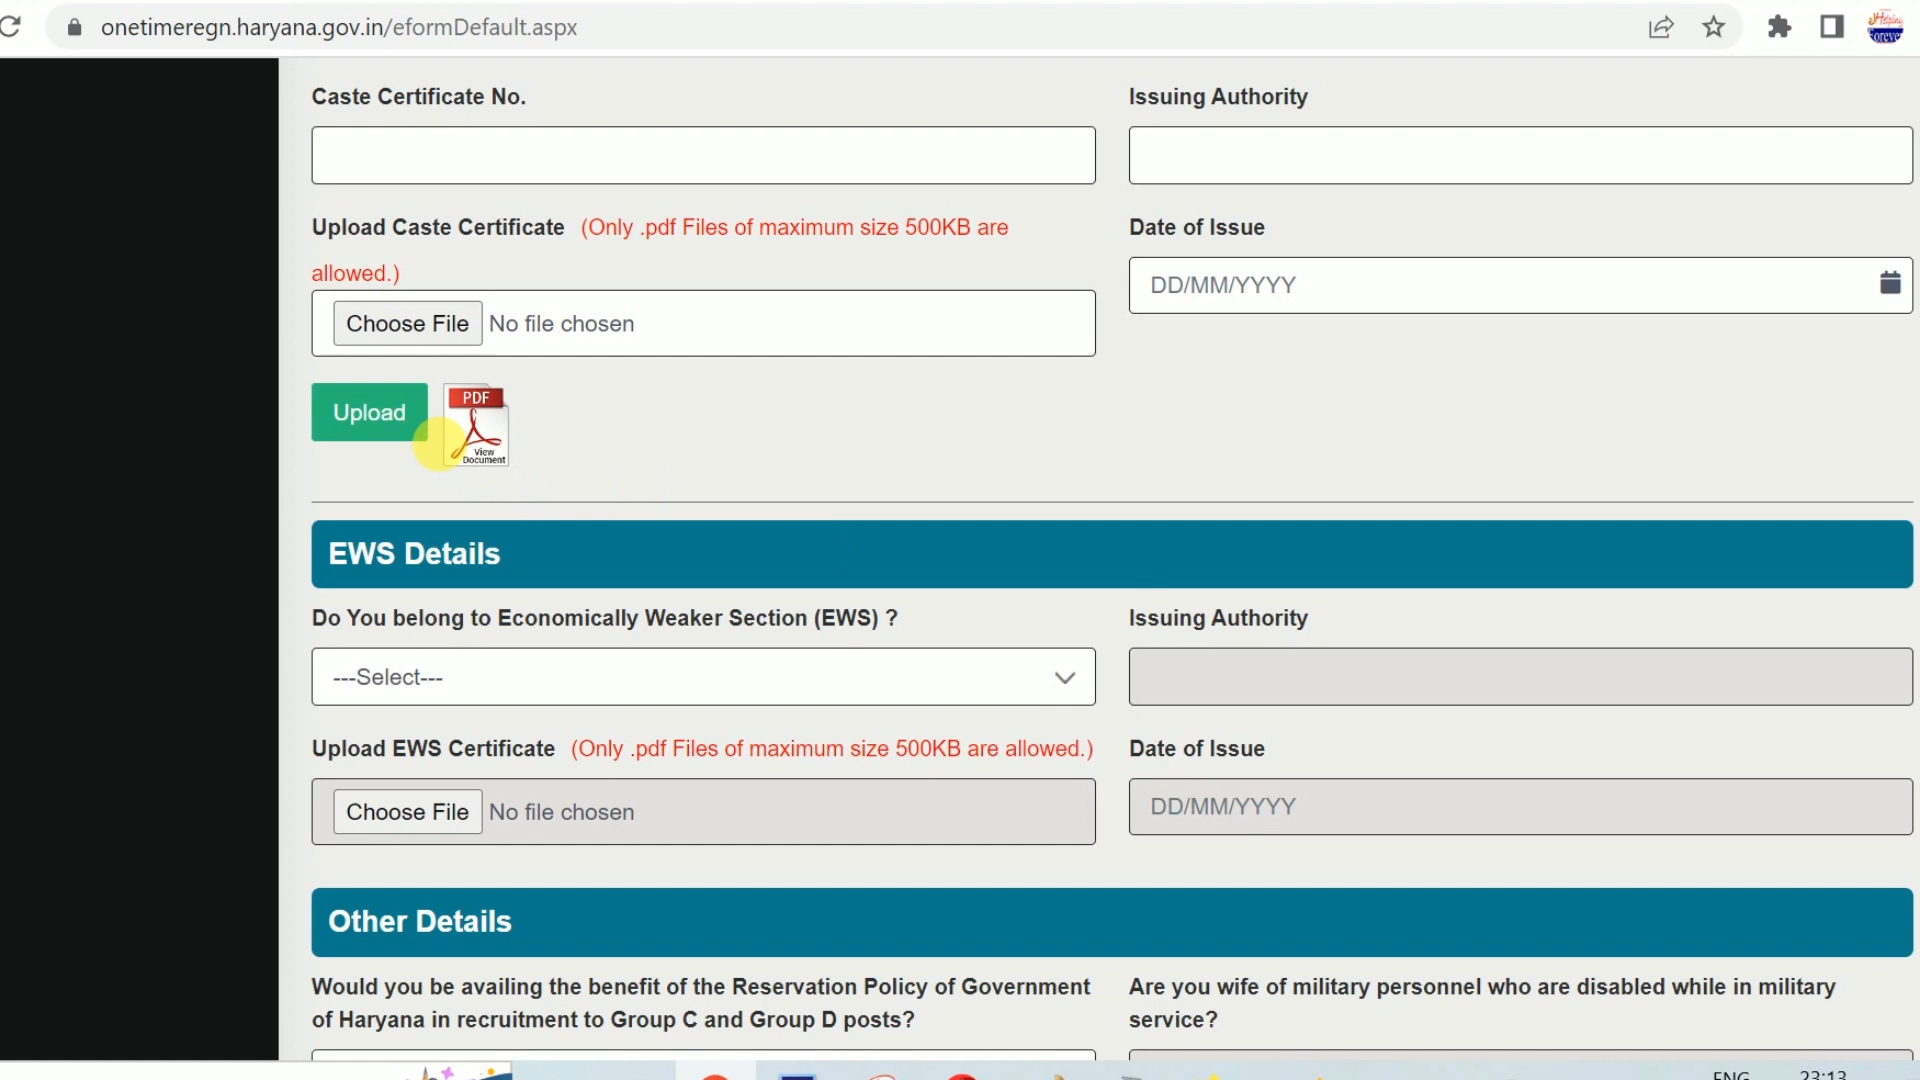 onetimeregn.haryana.gov.in/eformDefault.aspx
Caste Certificate No.
Issuing Authority
Upload Caste Certificate (Only .pdf Files of maximum size 500KB are
allowed.)
Date of Issue
DD/MM/YYYY
Choose File No file chosen
Upload
PDF
View
Document
EWS Details
Do You belong to Economically Weaker Section (EWS) ?
Issuing Authority
---Select---
Upload EWS Certificate (Only .pdf Files of maximum size 500KB are allowed.)
Date of Issue
Choose File No file chosen
DD/MM/YYYY
Other Details
Would you be availing the benefit of the Reservation Policy of Government
of Haryana in recruitment to Group C and Group D posts?
Are you wife of military personnel who are disabled while in military
service?
ENG
23:13